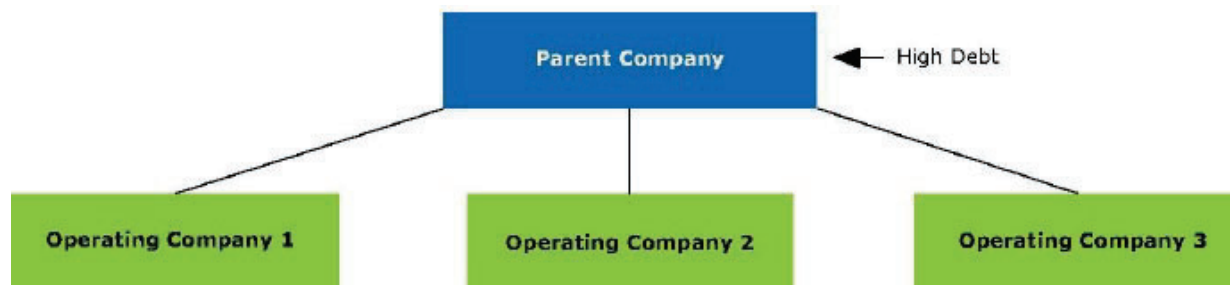 Parent Company
High Debt
Operating Company 1
Operating Company 2
Operating Company 3